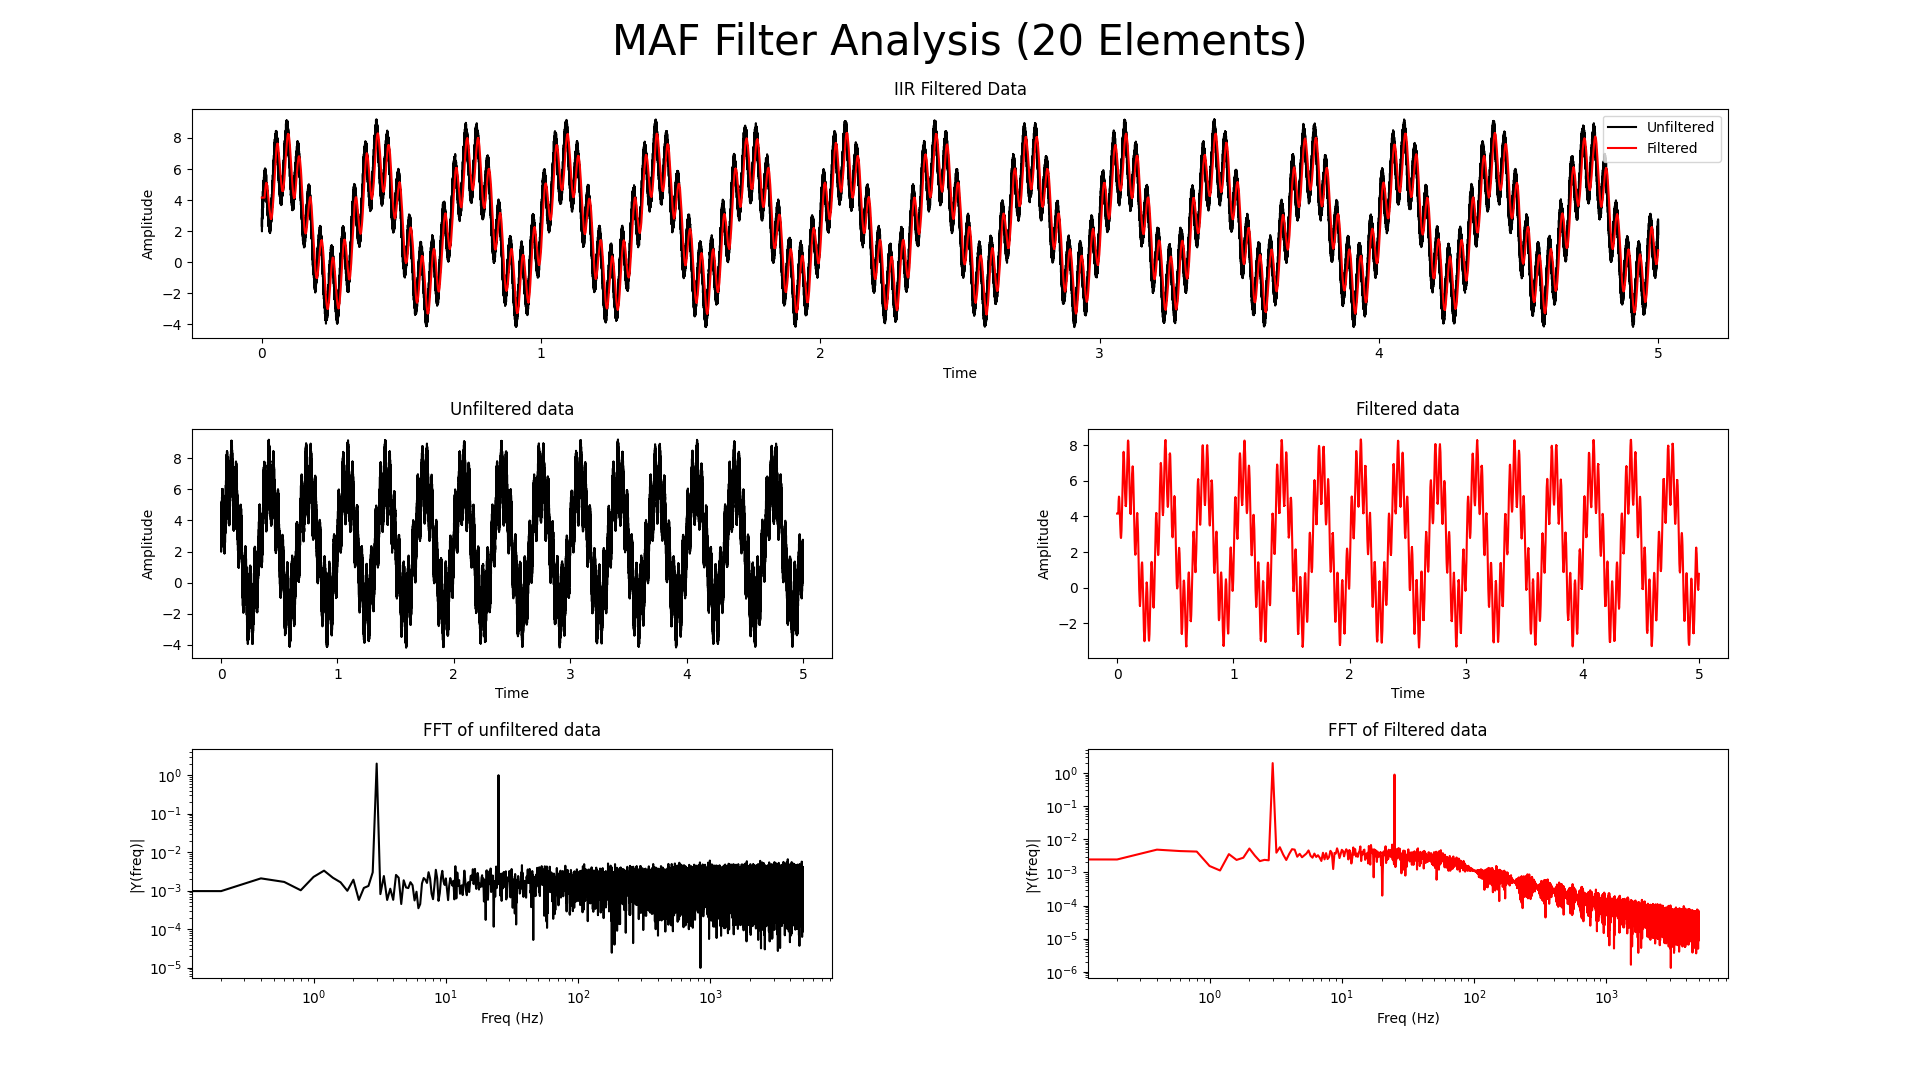 MAF Filter Analysis (20 Elements)
IIR Filtered Data
Unfiltered
Filtered
Amplitude
8
6
4
2
0
−2
−4
0 1 2 3 4 5
Time
Unfiltered data
Amplitude
8
6
4
2
0
−2
−4
0 1 2 3 4 5
Time
Filtered data
Amplitude
8
6
4
2
0
−2
0 1 2 3 4 5
Time
FFT of unfiltered data
|Y(freq)|
10⁰
10⁻¹
10⁻²
10⁻³
10⁻⁴
10⁻⁵
10⁰ 10¹ 10² 10³
Freq (Hz)
FFT of Filtered data
|Y(freq)|
10⁰
10⁻¹
10⁻²
10⁻³
10⁻⁴
10⁻⁵
10⁻⁶
10⁰ 10¹ 10² 10³
Freq (Hz)